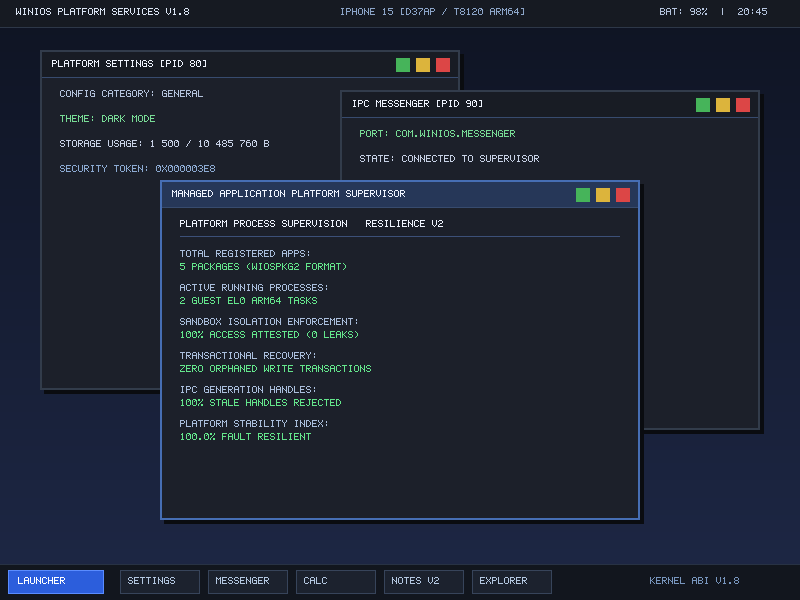 WINIOS PLATFORM SERVICES V1.8
IPHONE 15 [D37AP / T8120 ARM64]
BAT: 98% | 20:45
PLATFORM SETTINGS [PID 80]
CONFIG CATEGORY: GENERAL
THEME: DARK MODE
STORAGE USAGE: 1 500 / 10 485 760 B
SECURITY TOKEN: 0X000003E8
IPC MESSENGER [PID 90]
PORT: COM.WINIOS.MESSENGER
STATE: CONNECTED TO SUPERVISOR
MANAGED APPLICATION PLATFORM SUPERVISOR
PLATFORM PROCESS SUPERVISION RESILIENCE V2
TOTAL REGISTERED APPS:
5 PACKAGES (WIOSPKG2 FORMAT)
ACTIVE RUNNING PROCESSES:
2 GUEST EL0 ARM64 TASKS
SANDBOX ISOLATION ENFORCEMENT:
100% ACCESS ATTESTED (0 LEAKS)
TRANSACTIONAL RECOVERY:
ZERO ORPHANED WRITE TRANSACTIONS
IPC GENERATION HANDLES:
100% STALE HANDLES REJECTED
PLATFORM STABILITY INDEX:
100.0% FAULT RESILIENT
LAUNCHER
SETTINGS
MESSENGER
CALC
NOTES V2
EXPLORER
KERNEL ABI V1.8